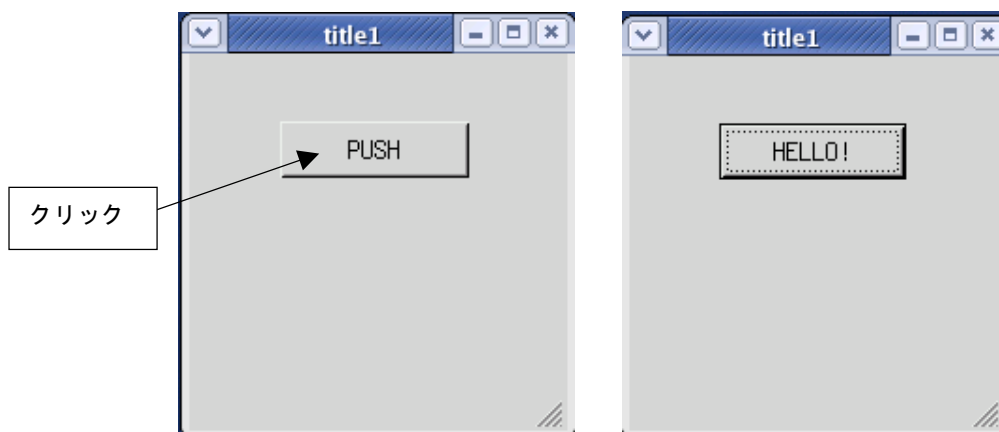 title1
PUSH
クリック
title1
HELLO!